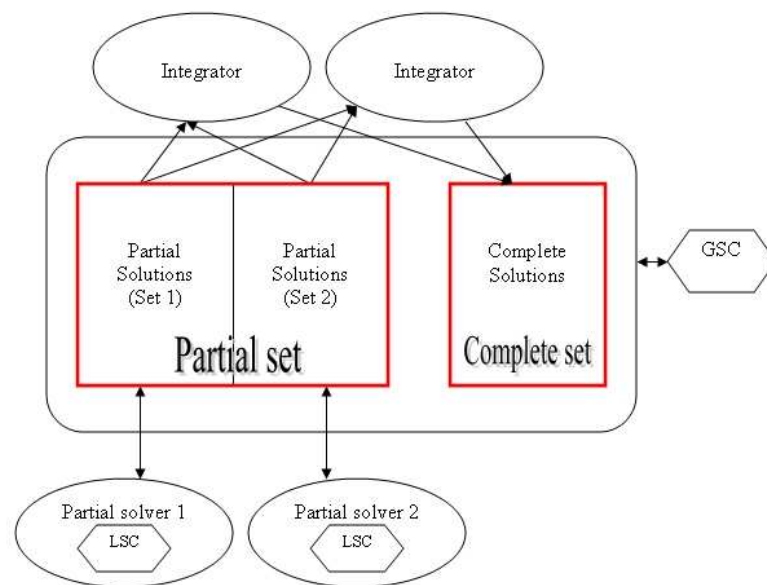 Integrator
Integrator
Partial
Solutions
(Set 1)
Partial
Solutions
(Set 2)
Complete
Solutions
GSC
Partial set
Complete set
Partial solver 1
LSC
Partial solver 2
LSC